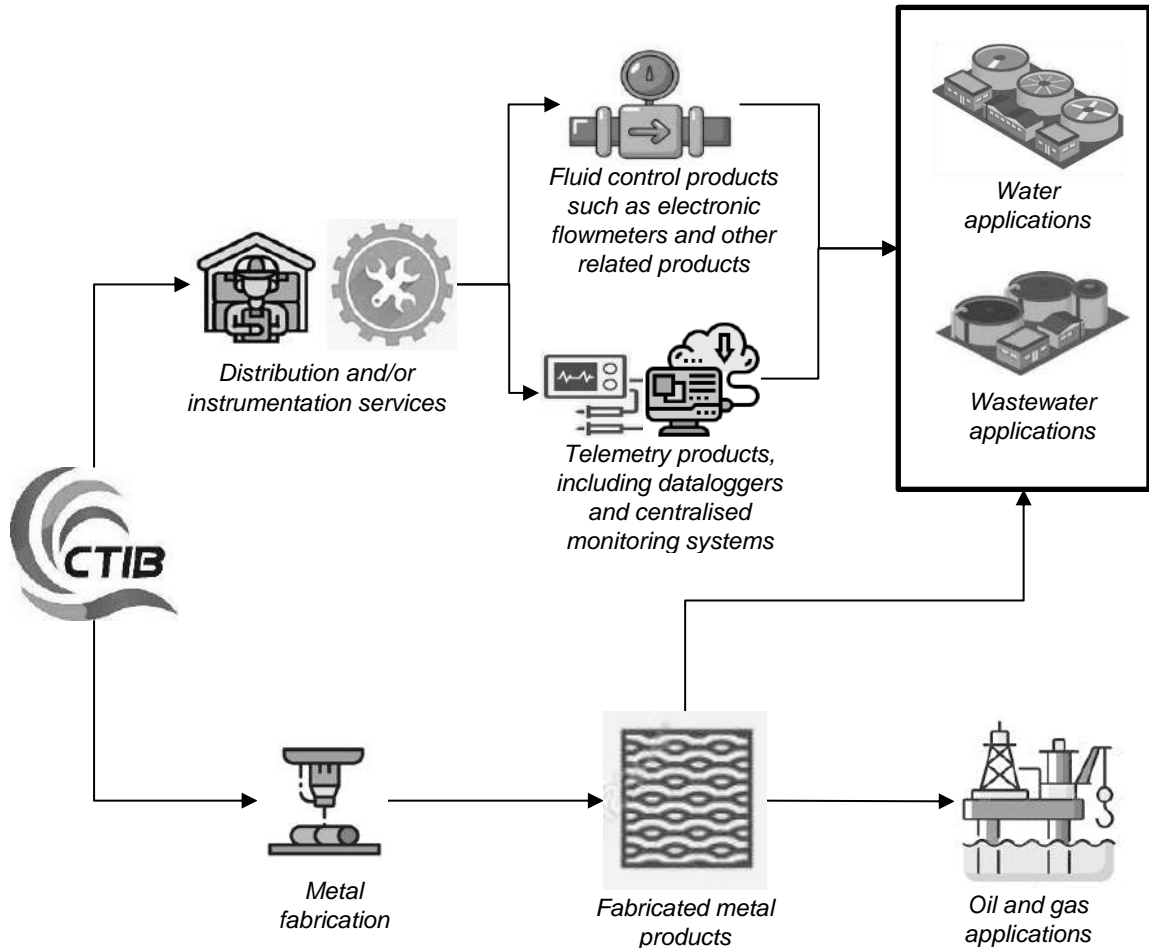 Fluid control products
such as electronic
flowmeters and other
related products
Water
applications
Distribution and/or
instrumentation services
Wastewater
applications
Telemetry products,
including dataloggers
and centralised
monitoring systems
CTIB
Metal
fabrication
Fabricated metal
products
Oil and gas
applications